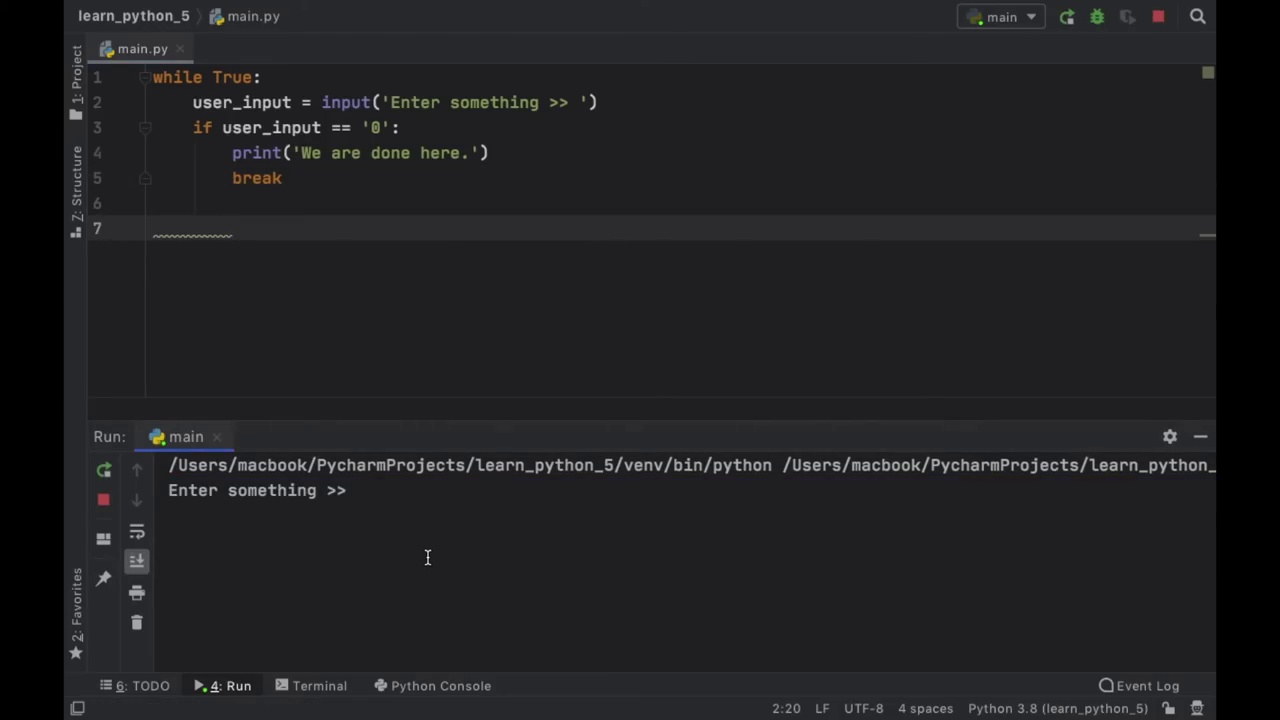 learn_python_5 main.py main
main.py
1: Project
7: Structure
2: Favorites
1 while True:
2 user_input = input('Enter something >> ')
3 if user_input == '0':
4 print('We are done here.')
5 break
6
7
Run: main
/Users/macbook/PycharmProjects/learn_python_5/venv/bin/python /Users/macbook/PycharmProjects/learn_python_
Enter something >>
6: TODO 4: Run Terminal Python Console Event Log
2:20 LF UTF-8 4 spaces Python 3.8 (learn_python_5)